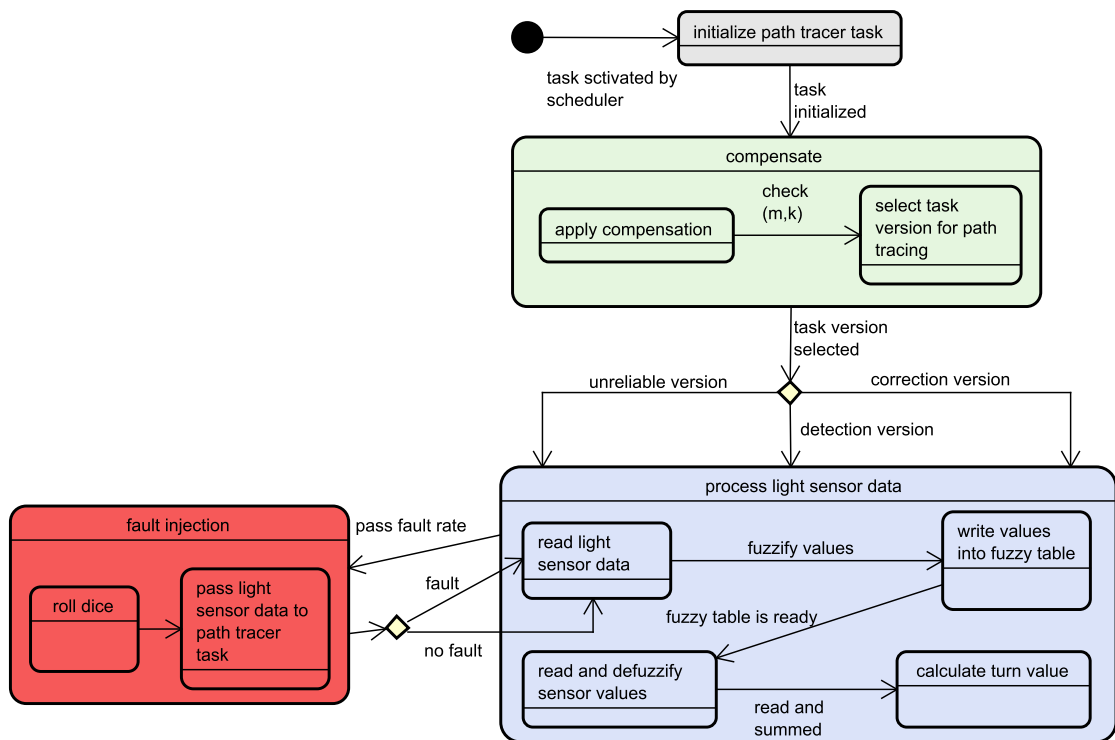 initialize path tracer task
task sctivated by
scheduler
task
initialized
compensate
apply compensation
check
(m,k)
select task
version for path
tracing
task version
selected
unreliable version
correction version
detection version
process light sensor data
fault injection
pass fault rate
roll dice
pass light
sensor data to
path tracer
task
fault
no fault
read light
sensor data
fuzzify values
write values
into fuzzy table
fuzzy table is ready
read and defuzzify
sensor values
read and
summed
calculate turn value